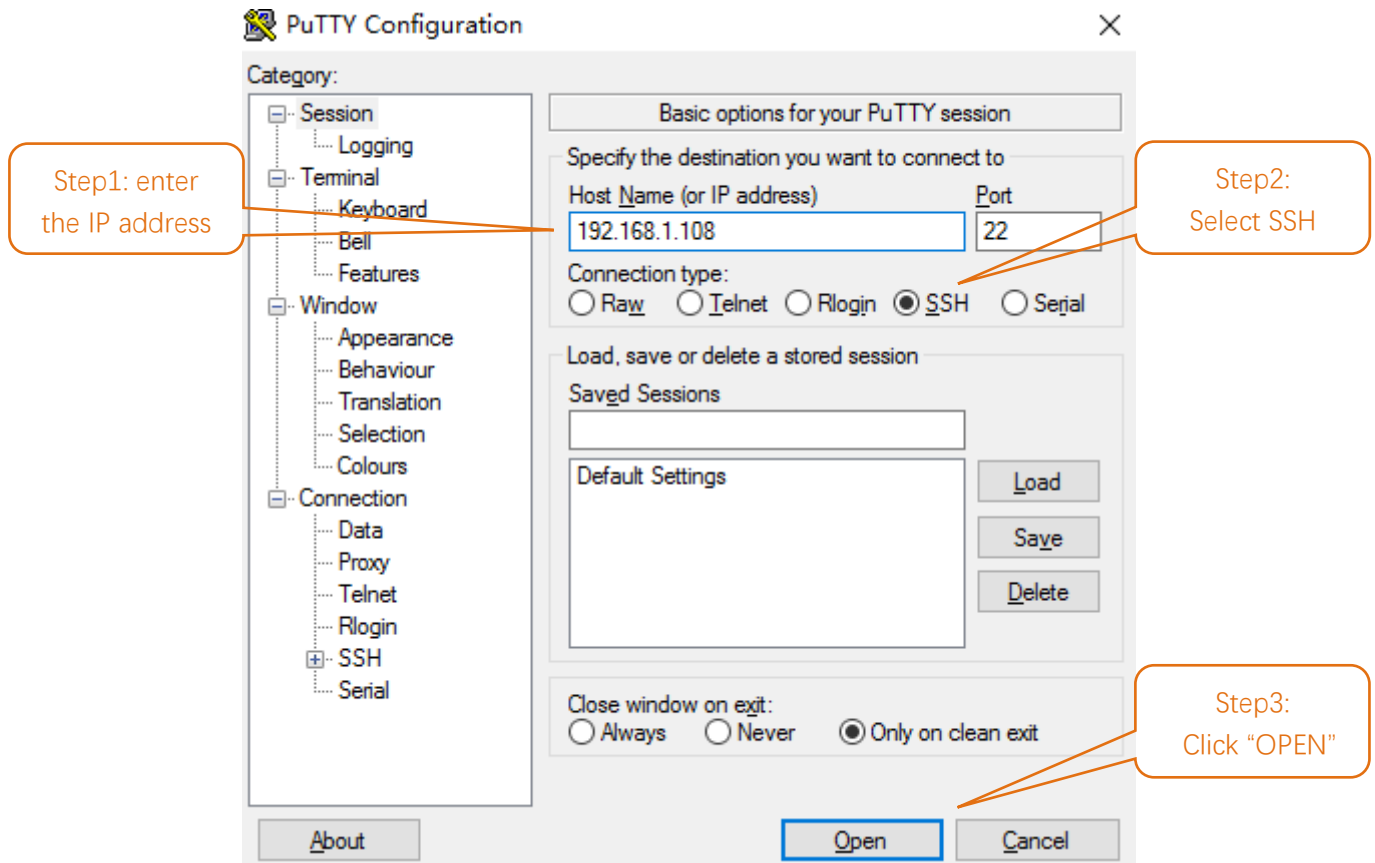 PuTTY Configuration
Category:
Session
Logging
Terminal
Keyboard
Bell
Features
Window
Appearance
Behaviour
Translation
Selection
Colours
Connection
Data
Proxy
Telnet
Rlogin
SSH
Serial
Basic options for your PuTTY session
Specify the destination you want to connect to
Host Name (or IP address) Port
192.168.1.108 22
Connection type:
Raw Telnet Rlogin SSH Serial
Load, save or delete a stored session
Saved Sessions
Default Settings
Load
Save
Delete
Close window on exit:
Always Never Only on clean exit
About Open Cancel
Step1: enter
the IP address
Step2:
Select SSH
Step3:
Click “OPEN”